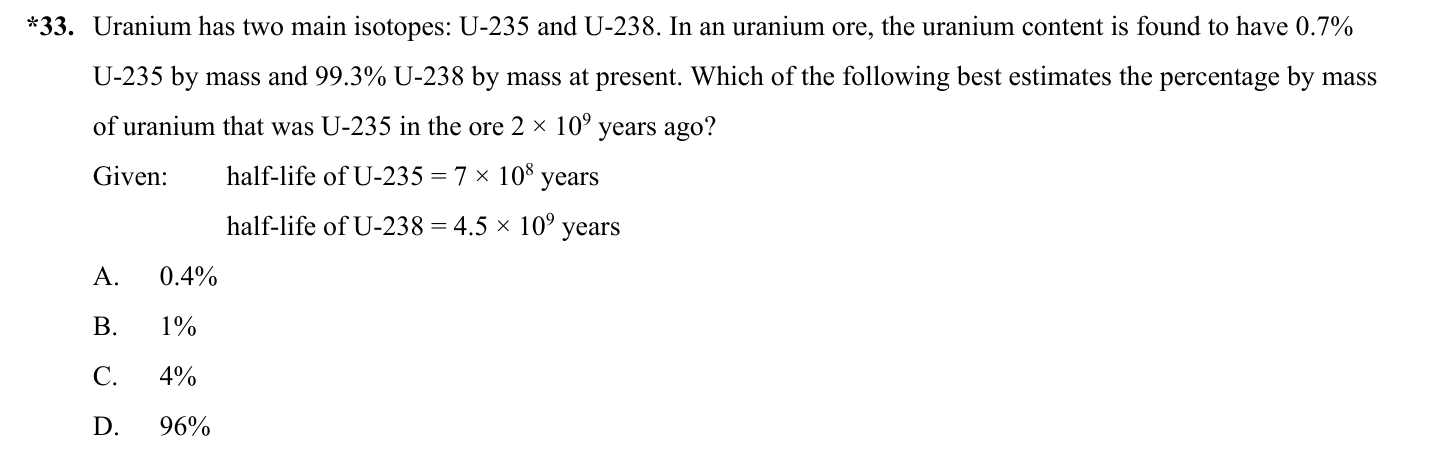 *33. Uranium has two main isotopes: U-235 and U-238. In an uranium ore, the uranium content is found to have 0.7%
U-235 by mass and 99.3% U-238 by mass at present. Which of the following best estimates the percentage by mass
of uranium that was U-235 in the ore 2 × 10⁹ years ago?
Given: half-life of U-235 = 7 × 10⁸ years
half-life of U-238 = 4.5 × 10⁹ years
A. 0.4%
B. 1%
C. 4%
D. 96%